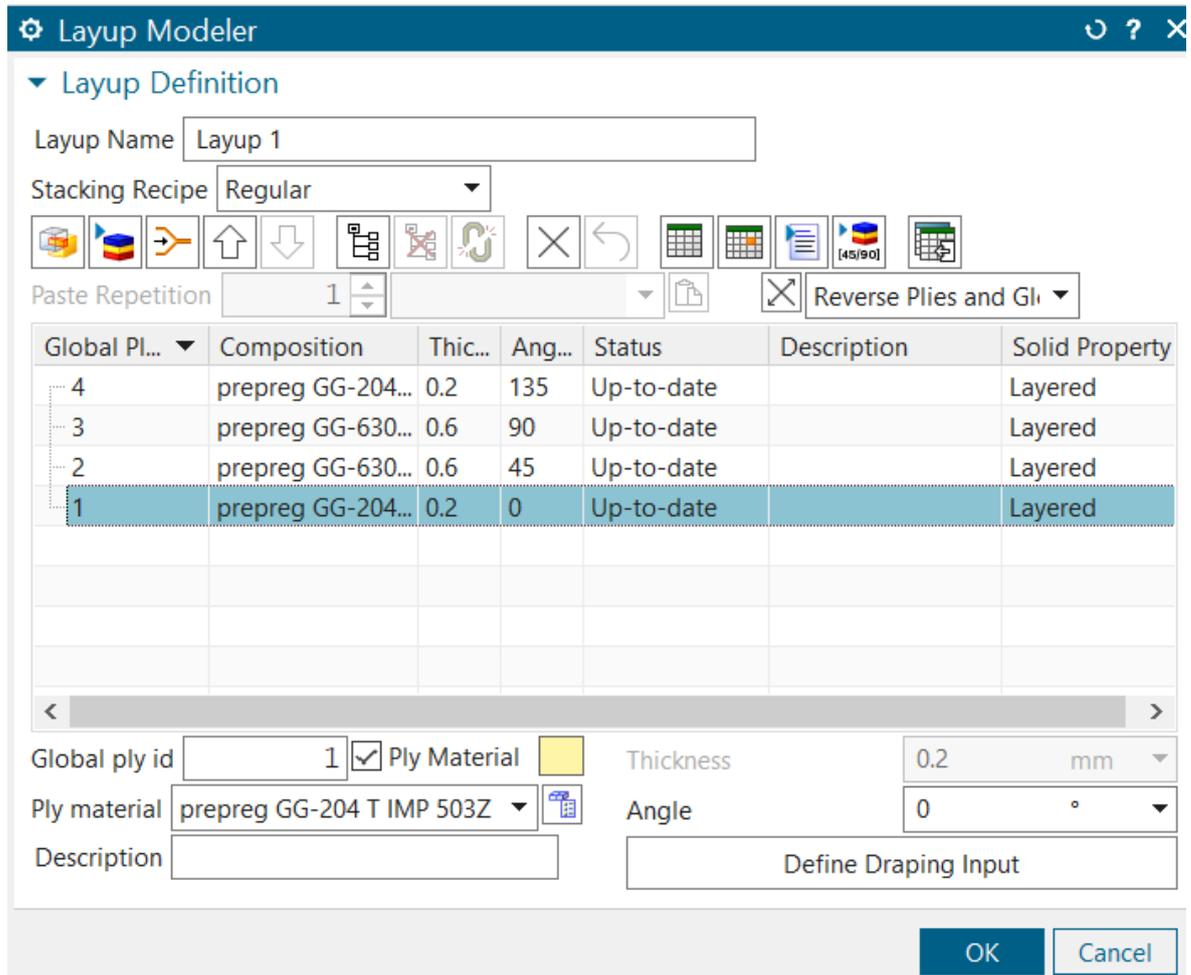 Layup Modeler ?
Layup Definition
Layup Name Layup 1
Stacking Recipe Regular
[45/90]
Paste Repetition 1 Reverse Plies and Gl
Global Pl... Composition Thic... Ang... Status Description Solid Property
4 prepreg GG-204... 0.2 135 Up-to-date Layered
3 prepreg GG-630... 0.6 90 Up-to-date Layered
2 prepreg GG-630... 0.6 45 Up-to-date Layered
1 prepreg GG-204... 0.2 0 Up-to-date Layered
Global ply id 1 Ply Material Thickness 0.2 mm
Ply material prepreg GG-204 T IMP 503Z Angle 0 °
Description Define Draping Input
OK Cancel